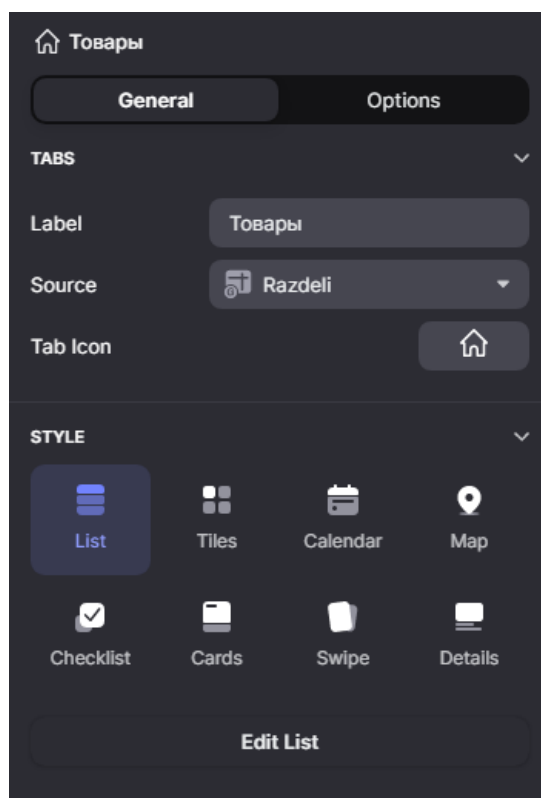 Товары
General Options
TABS
Label Товары
Source Razdeli
Tab Icon
STYLE
List Tiles Calendar Map
Checklist Cards Swipe Details
Edit List